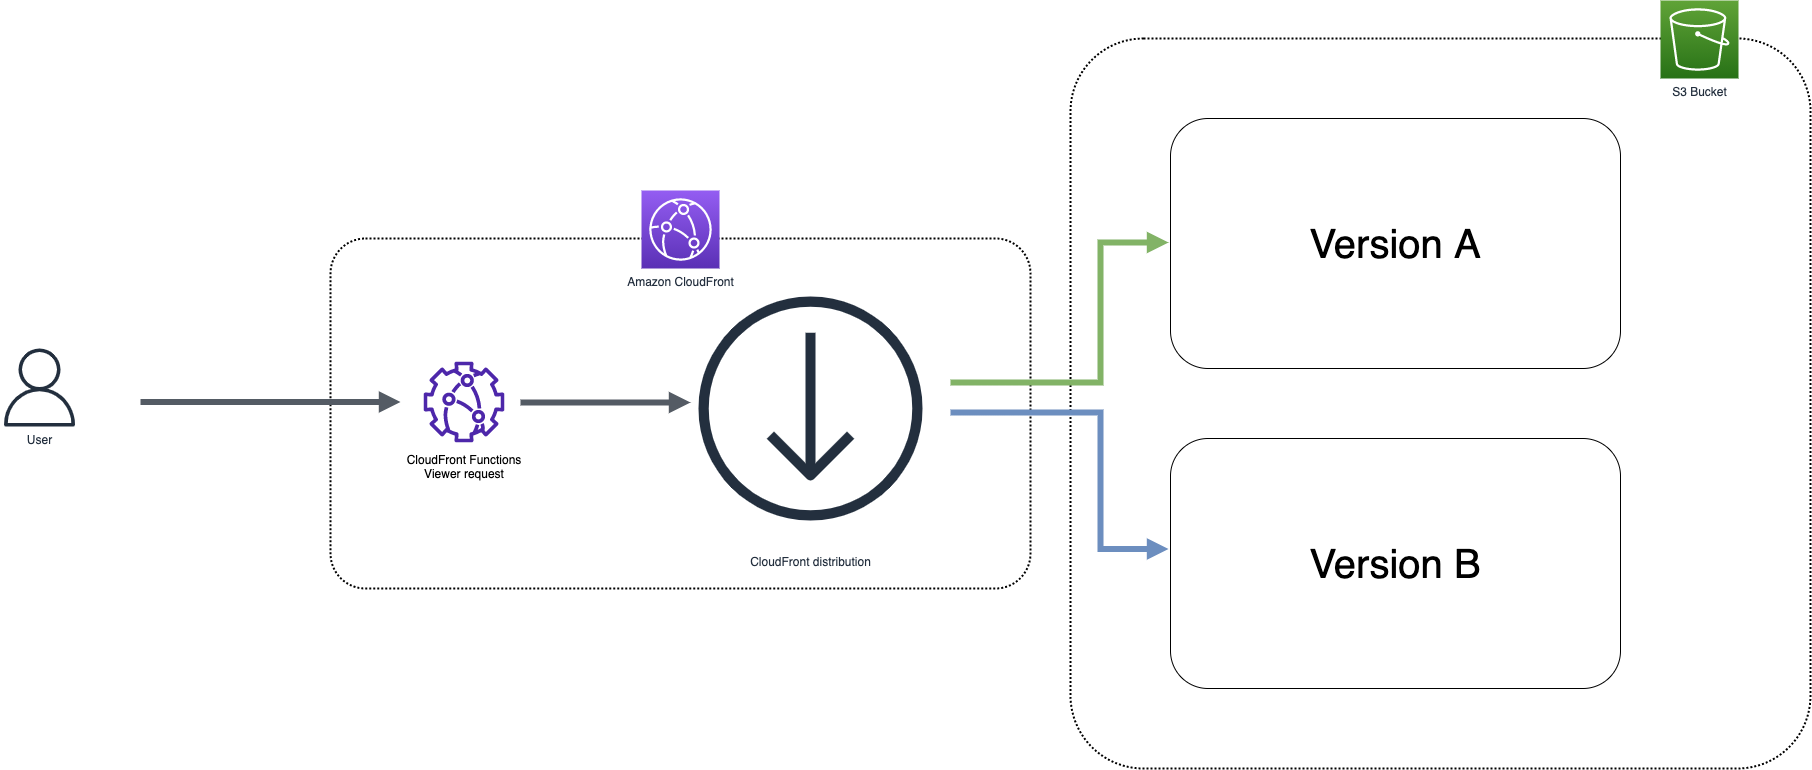 S3 Bucket
Version A
Amazon CloudFront
User
CloudFront Functions
Viewer request
CloudFront distribution
Version B